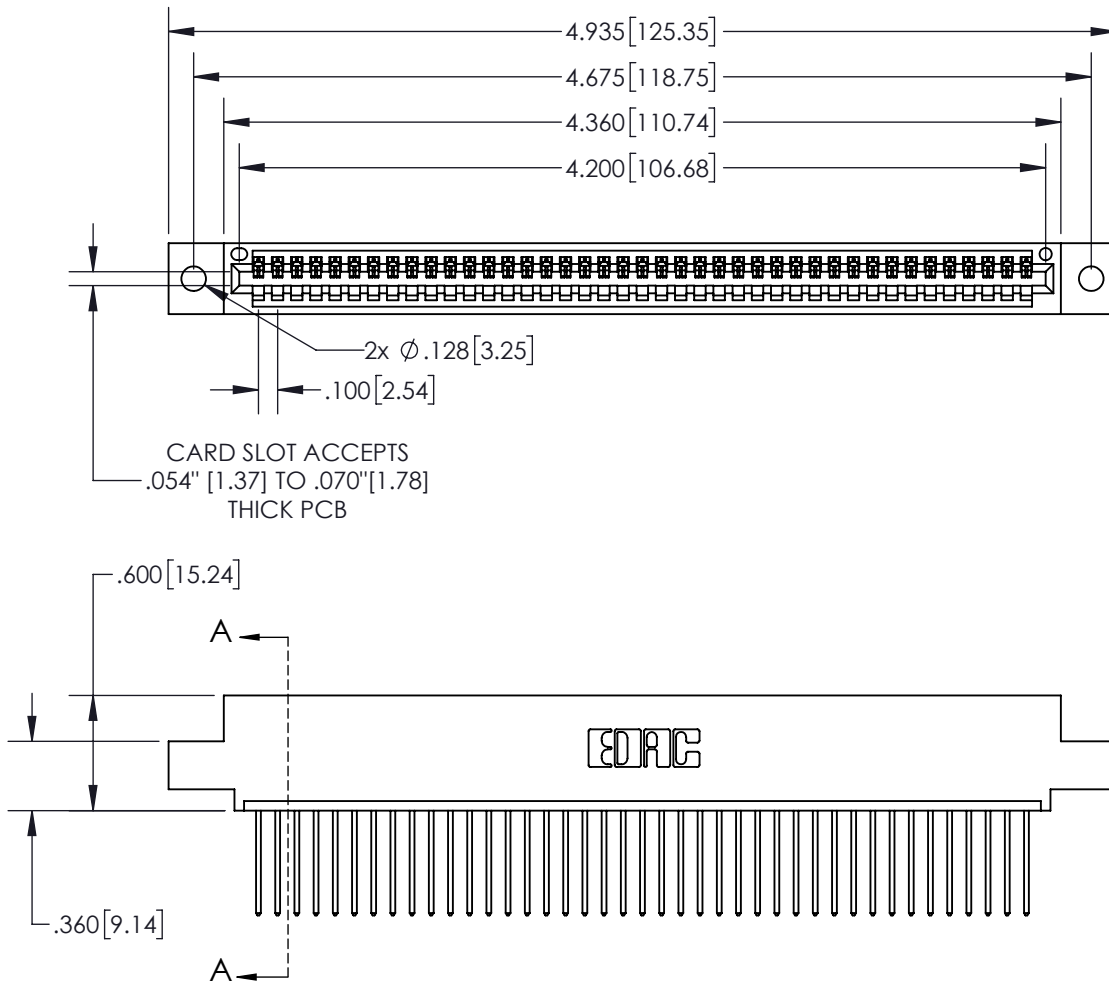 4.935[125.35]
4.675[118.75]
4.360[110.74]
4.200[106.68]
2x ⌀.128[3.25]
.100[2.54]
CARD SLOT ACCEPTS
.054" [1.37] TO .070"[1.78]
THICK PCB
.600[15.24]
A
EDAC
.360[9.14]
A